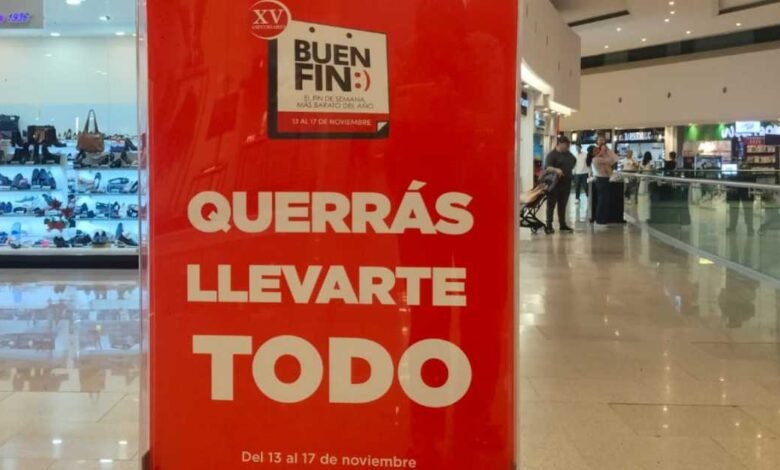 1936
XV
ANIVERSARIO
BUEN
FIN:)
EL FIN DE SEMANA
MÁS BARATO DEL AÑO
13 AL 17 DE NOVIEMBRE
QUERRÁS
LLEVARTE
TODO
Del 13 al 17 de noviembre